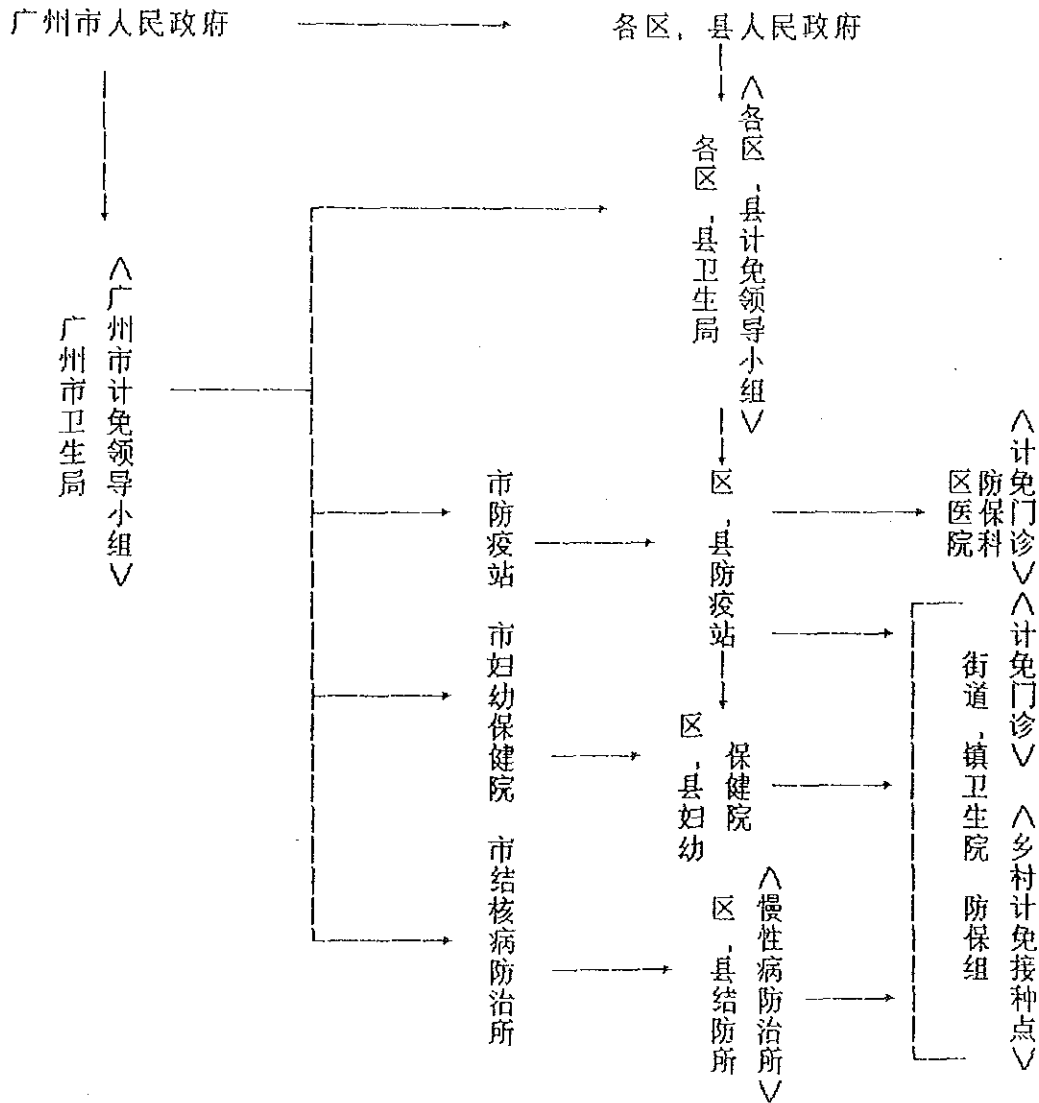 广州市人民政府
各区,县人民政府
广州市卫生局
<广州市计免领导小组>
各区,县卫生局
<各区,县计免领导小组>
市防疫站
市妇幼保健院
市结核病防治所
区,县防疫站
区,县妇幼
保健院
区,县结防所
<慢性病防治所>
区医院
防保科
<计免门诊>
街道,镇卫生院 防保组
<计免门诊> <乡村计免接种点>